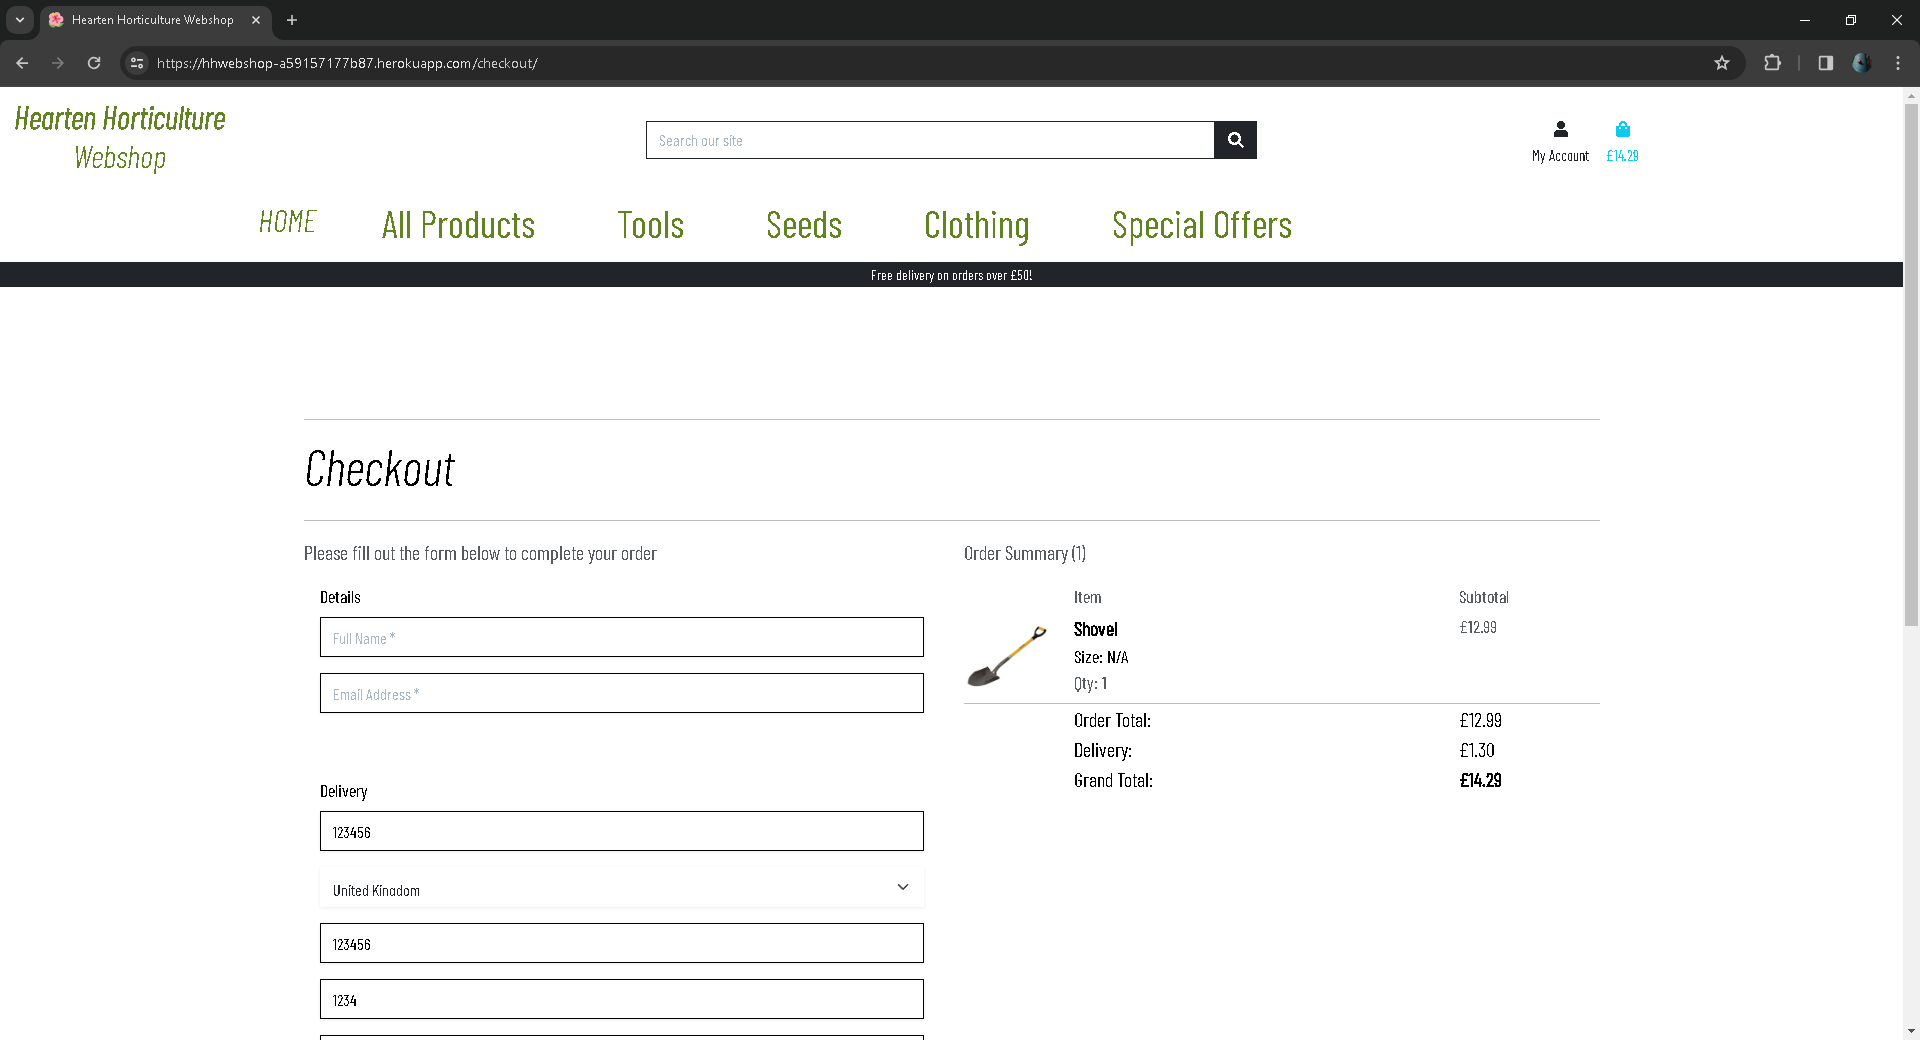 Hearten Horticulture Webshop
https://hhwebshop-a59157177b87.herokuapp.com/checkout/
Hearten Horticulture
Webshop
Search our site
My Account
£14.29
HOME
All Products
Tools
Seeds
Clothing
Special Offers
Free delivery on orders over £50!
Checkout
Please fill out the form below to complete your order
Details
Full Name *
Email Address *
Delivery
123456
United Kingdom
123456
1234
Order Summary (1)
Item
Subtotal
Shovel
£12.99
Size: N/A
Qty: 1
Order Total:
£12.99
Delivery:
£1.30
Grand Total:
£14.29